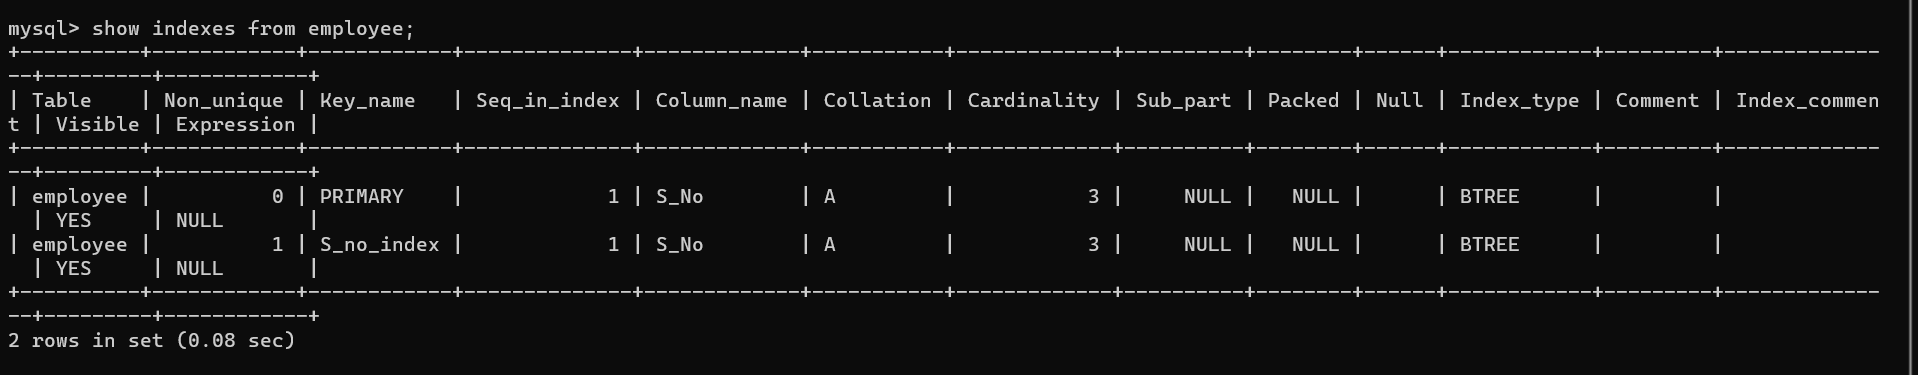 mysql> show indexes from employee;
+----------+------------+------------+--------------+-------------+-----------+-------------+----------+--------+------+------------+---------+-------------
--+---------+------------+
| Table    | Non_unique | Key_name   | Seq_in_index | Column_name | Collation | Cardinality | Sub_part | Packed | Null | Index_type | Comment | Index_commen
t | Visible | Expression |
+----------+------------+------------+--------------+-------------+-----------+-------------+----------+--------+------+------------+---------+-------------
--+---------+------------+
| employee |          0 | PRIMARY    |            1 | S_No        | A         |           3 |     NULL |   NULL |      | BTREE      |         |
  | YES     | NULL       |
| employee |          1 | S_no_index |            1 | S_No        | A         |           3 |     NULL |   NULL |      | BTREE      |         |
  | YES     | NULL       |
+----------+------------+------------+--------------+-------------+-----------+-------------+----------+--------+------+------------+---------+-------------
--+---------+------------+
2 rows in set (0.08 sec)